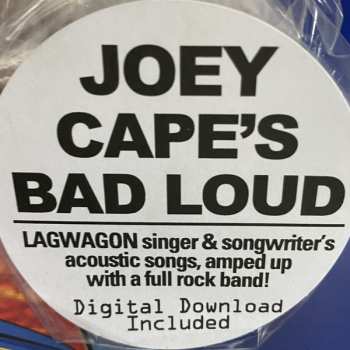 JOEY
CAPE'S
BAD LOUD
LAGWAGON singer & songwriter's
acoustic songs, amped up
with a full rock band!
Digital Download
Included